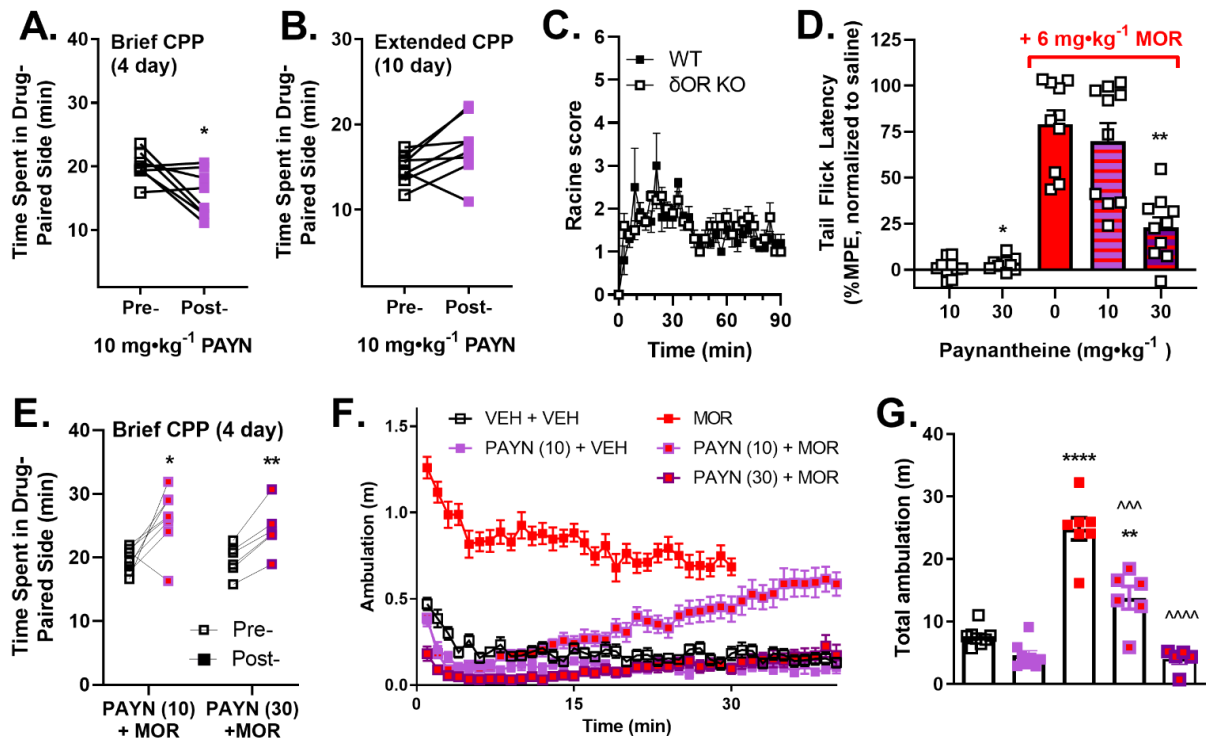 A.
Brief CPP
(4 day)
Time Spent in Drug-
Paired Side (min)
40
30
20
10
*
Pre-
Post-
10 mg•kg⁻¹ PAYN
B.
Extended CPP
(10 day)
Time Spent in Drug-
Paired Side (min)
30
20
10
Pre-
Post-
10 mg•kg⁻¹ PAYN
C.
WT
δOR KO
Racine score
6
5
4
3
2
1
0
0
30
60
90
Time (min)
D.
+ 6 mg•kg⁻¹ MOR
Tail Flick Latency
(%MPE, normalized to saline)
125
100
75
50
25
0
*
**
10
30
0
10
30
Paynantheine (mg•kg⁻¹ )
E.
Brief CPP (4 day)
Time Spent in Drug-
Paired Side (min)
40
30
20
10
0
*
**
Pre-
Post-
PAYN (10)
+ MOR
PAYN (30)
+MOR
F.
VEH + VEH
PAYN (10) + VEH
MOR
PAYN (10) + MOR
PAYN (30) + MOR
Ambulation (m)
1.5
1.0
0.5
0.0
0
15
30
Time (min)
G.
Total ambulation (m)
40
30
20
10
0
****
^^^
**
^^^^